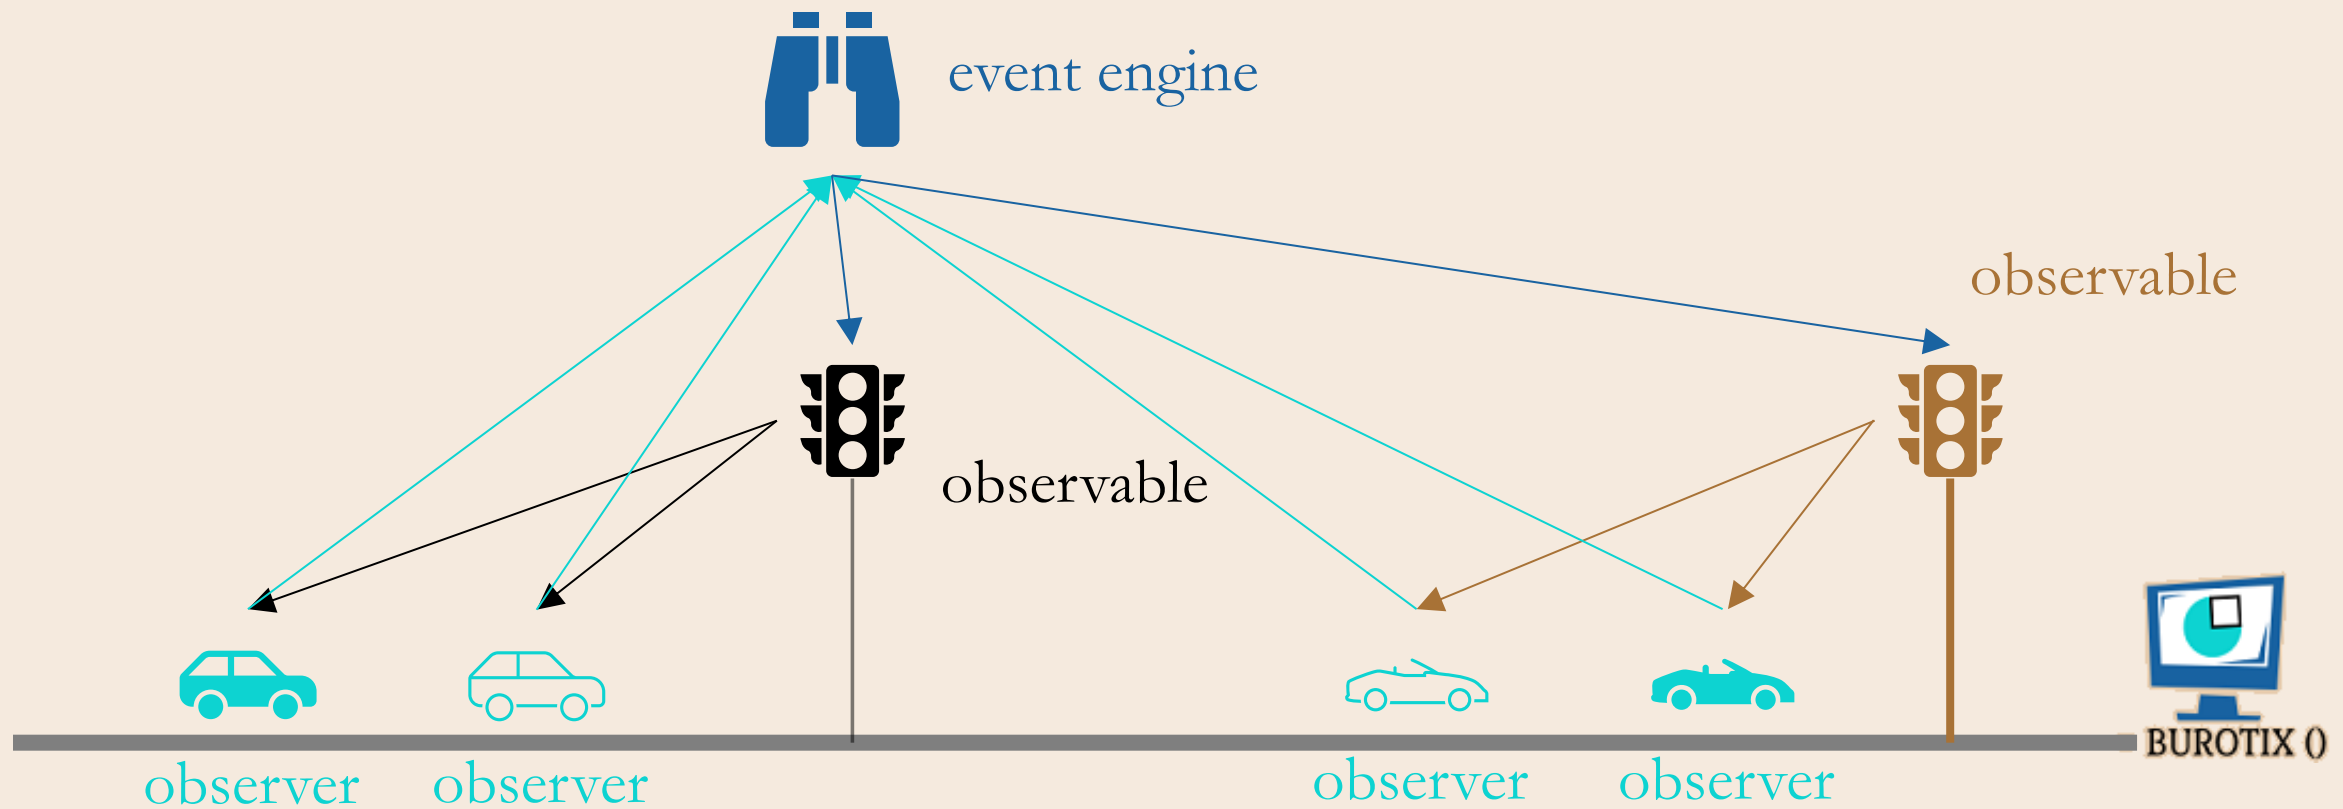 event engine
observable
observable
BUROTIX ()
observer
observer
observer
observer